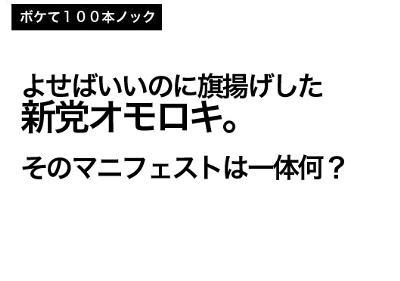 ボケて１００本ノック
よせばいいのに旗揚げした
新党オモロキ。
そのマニフェストは一体何？